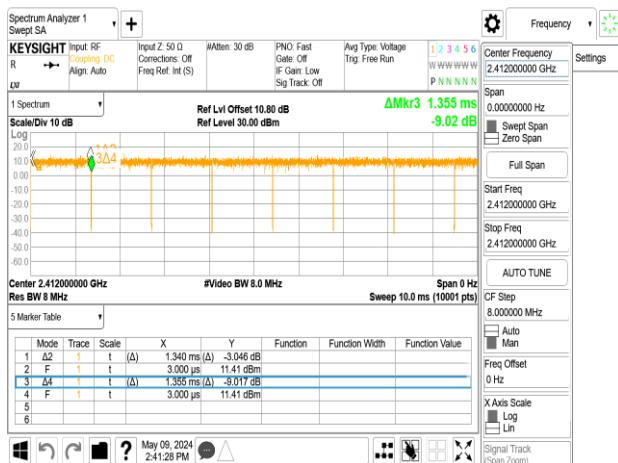 Spectrum Analyzer 1
Swept SA
Frequency
KEYSIGHT
R
Input: RF
Coupling: DC
Align: Auto
Input Z: 50 Ω
Corrections: Off
Freq Ref: Int (S)
#Atten: 30 dB
PNO: Fast
Gate: Off
IF Gain: Low
Sig Track: Off
Avg Type: Voltage
Trig: Free Run
1 2 3 4 5 6
W W W W W W
P N N N N N
1 Spectrum
Scale/Div 10 dB
Ref Lvl Offset 10.80 dB
Ref Level 30.00 dBm
ΔMkr3 1.355 ms
-9.02 dB
Log
20.0
10.0
0.00
-10.0
-20.0
-30.0
-40.0
-50.0
-60.0
3Δ4
Center 2.412000000 GHz
Res BW 8 MHz
#Video BW 8.0 MHz
Span 0 Hz
Sweep 10.0 ms (10001 pts)
5 Marker Table
Mode Trace Scale X Y Function Function Width Function Value
1 Δ2 1 t (Δ) 1.340 ms (Δ) -3.046 dB
2 F 1 t 3.000 µs 11.41 dBm
3 Δ4 1 t (Δ) 1.355 ms (Δ) -9.017 dB
4 F 1 t 3.000 µs 11.41 dBm
5
6
May 09, 2024
2:41:28 PM
Center Frequency
2.412000000 GHz
Settings
Span
0.00000000 Hz
Swept Span
Zero Span
Full Span
Start Freq
2.412000000 GHz
Stop Freq
2.412000000 GHz
AUTO TUNE
CF Step
8.000000 MHz
Auto
Man
Freq Offset
0 Hz
X Axis Scale
Log
Lin
Signal Track
(Span Zoom)